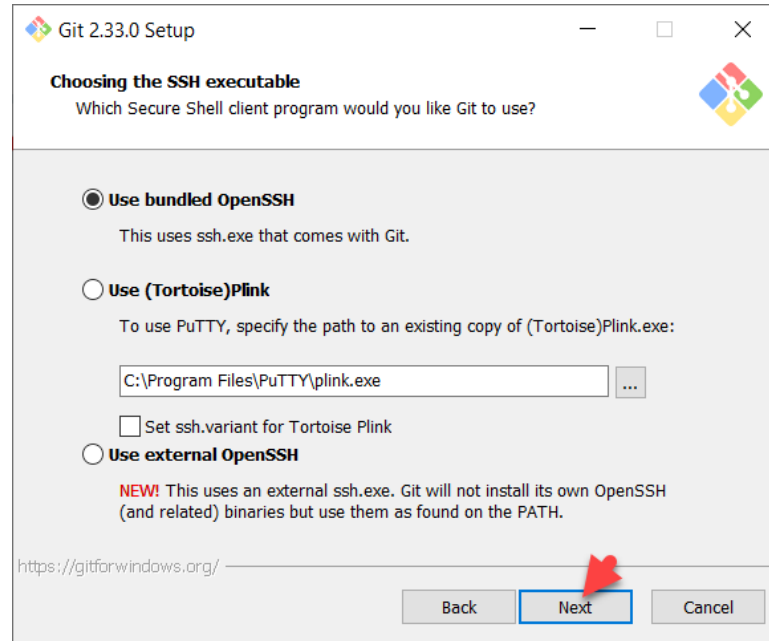 Git 2.33.0 Setup
Choosing the SSH executable
Which Secure Shell client program would you like Git to use?
Use bundled OpenSSH
This uses ssh.exe that comes with Git.
Use (Tortoise)Plink
To use PuTTY, specify the path to an existing copy of (Tortoise)Plink.exe:
C:\Program Files\PuTTY\plink.exe
...
Set ssh.variant for Tortoise Plink
Use external OpenSSH
NEW! This uses an external ssh.exe. Git will not install its own OpenSSH
(and related) binaries but use them as found on the PATH.
https://gitforwindows.org/
Back Next Cancel